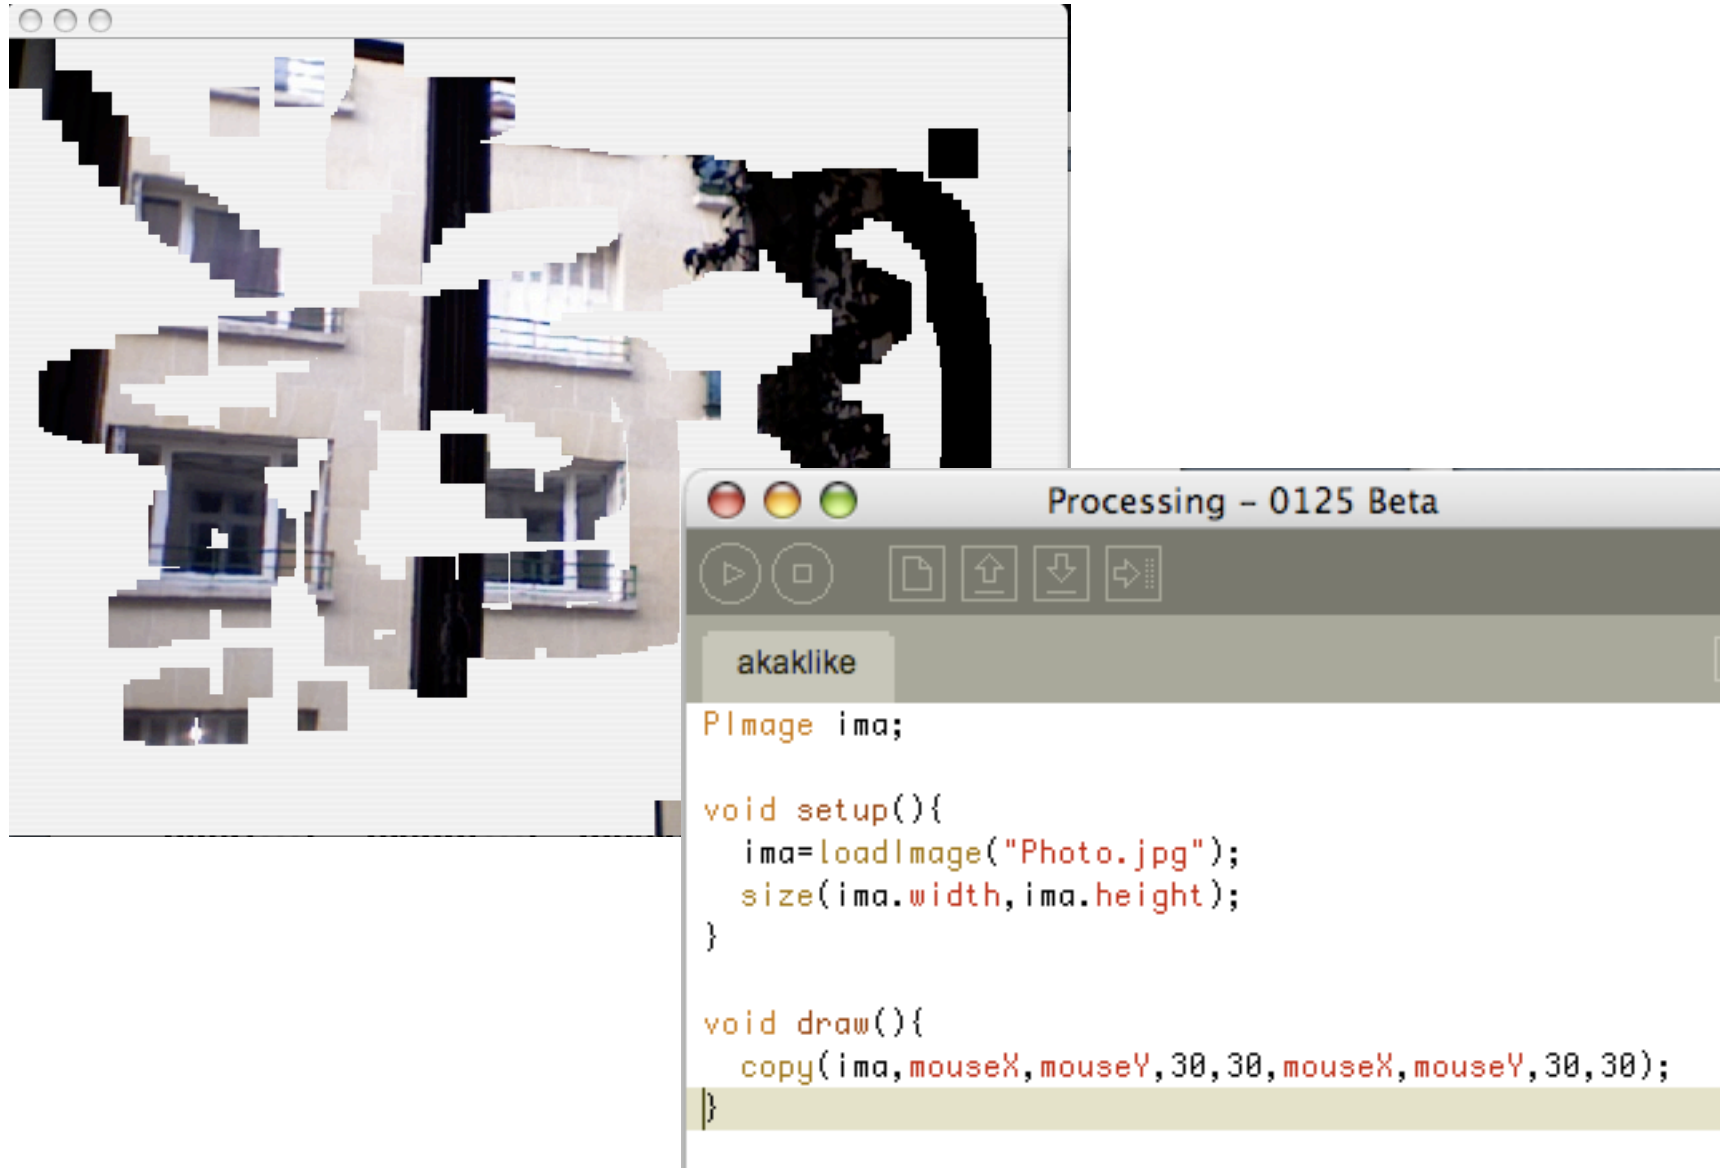 Processing – 0125 Beta
akaklike
PImage ima;
void setup(){
ima=loadImage("Photo.jpg");
size(ima.width,ima.height);
}
void draw(){
copy(ima,mouseX,mouseY,30,30,mouseX,mouseY,30,30);
}